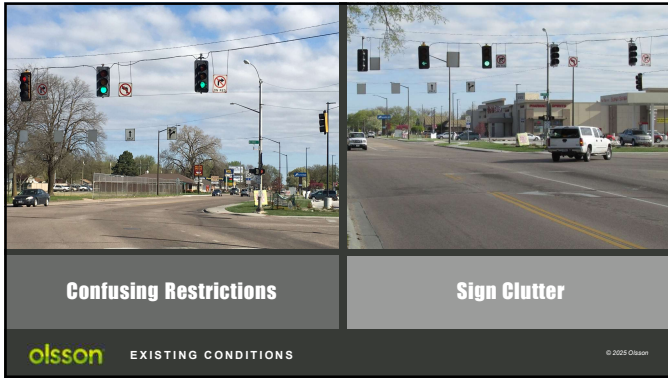 Confusing Restrictions
Sign Clutter
olsson
EXISTING CONDITIONS
© 2025 Olsson